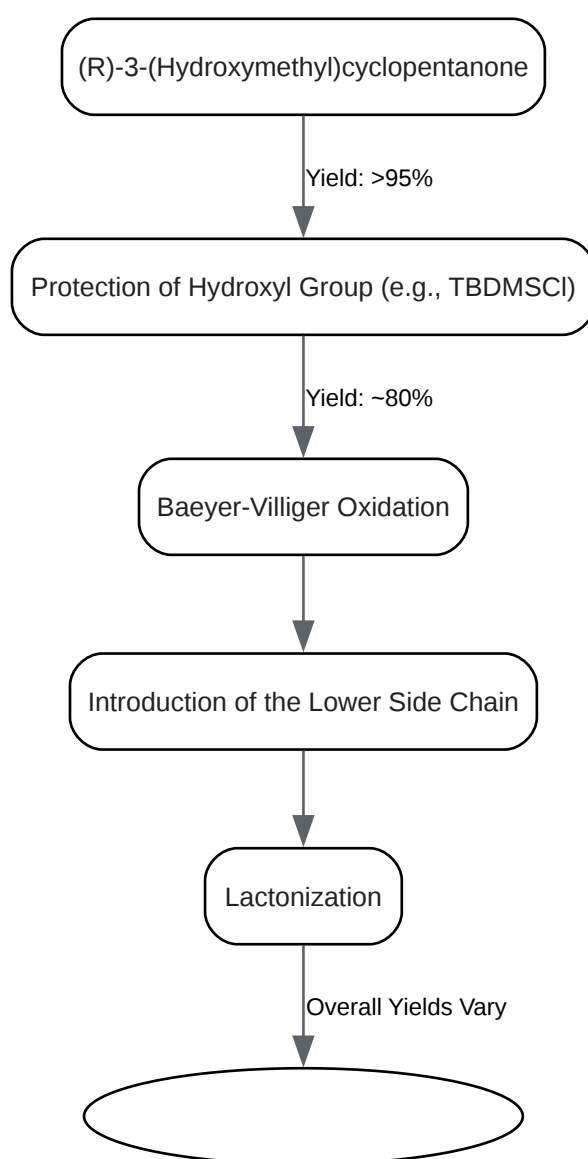 (R)-3-(Hydroxymethyl)cyclopentanone
Yield: >95%
Protection of Hydroxyl Group (e.g., TBDMSCl)
Yield: ~80%
Baeyer-Villiger Oxidation
Introduction of the Lower Side Chain
Lactonization
Overall Yields Vary